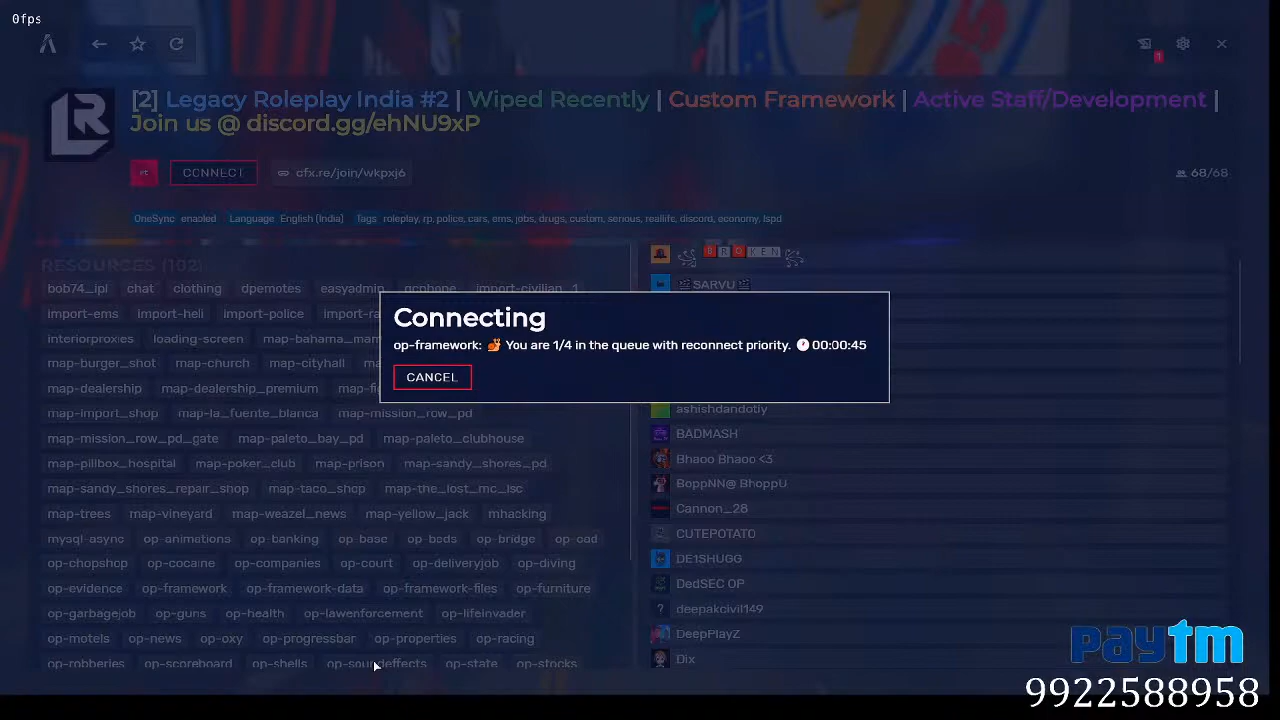 0fps
1
[2] Legacy Roleplay India #2 | Wiped Recently | Custom Framework | Active Staff/Development |
Join us @ discord.gg/ehNU9xP
CONNECT
cfx.re/join/wkpxj6
68/68
OneSync enabled Language English [India] Tags roleplay, rp, police, cars, ems, jobs, drugs, custom, serious, reallife, discord, economy, lspd
RESOURCES (102)
bob74_ipl chat clothing dpemotes easyadmin gcphone import-civilian_1
import-ems import-heli import-police
interiorproxies loading-screen
map-burger_shot map-church map-cityhall
map-dealership map-dealership_premium
map-import_shop map-la_fuente_blanca map-mission_row_pd
map-mission_row_pd_gate map-paleto_bay_pd map-paleto_clubhouse
map-pillbox_hospital map-poker_club map-prison map-sandy_shores_pd
map-sandy_shores_repair_shop map-taco_shop map-the_lost_mc_lsc
map-trees map-vineyard map-weazel_news map-yellow_jack mhacking
mysql-async op-animations op-banking op-base op-beds op-bridge op-cad
op-chopshop op-cocaine op-companies op-court op-deliveryjob op-diving
op-evidence op-framework op-framework-data op-framework-files op-furniture
op-garbagejob op-guns op-health op-lawenforcement op-lifeinvader
op-motels op-news op-oxy op-progressbar op-properties op-racing
op-robberies op-scoreboard op-shells op-soundeffects op-state op-stocks
BROKEN
SARVU
ashishdandotiy
BADMASH
Bhaoo Bhaoo <3
BoppNN@ BhoppU
Cannon_28
CUTEPOTATO
DE1SHUGG
DedSEC OP
deepakcivil149
DeepPlayZ
Dix
Connecting
op-framework: 🐌 You are 1/4 in the queue with reconnect priority. 🕐 00:00:45
CANCEL
paytm
9922588958